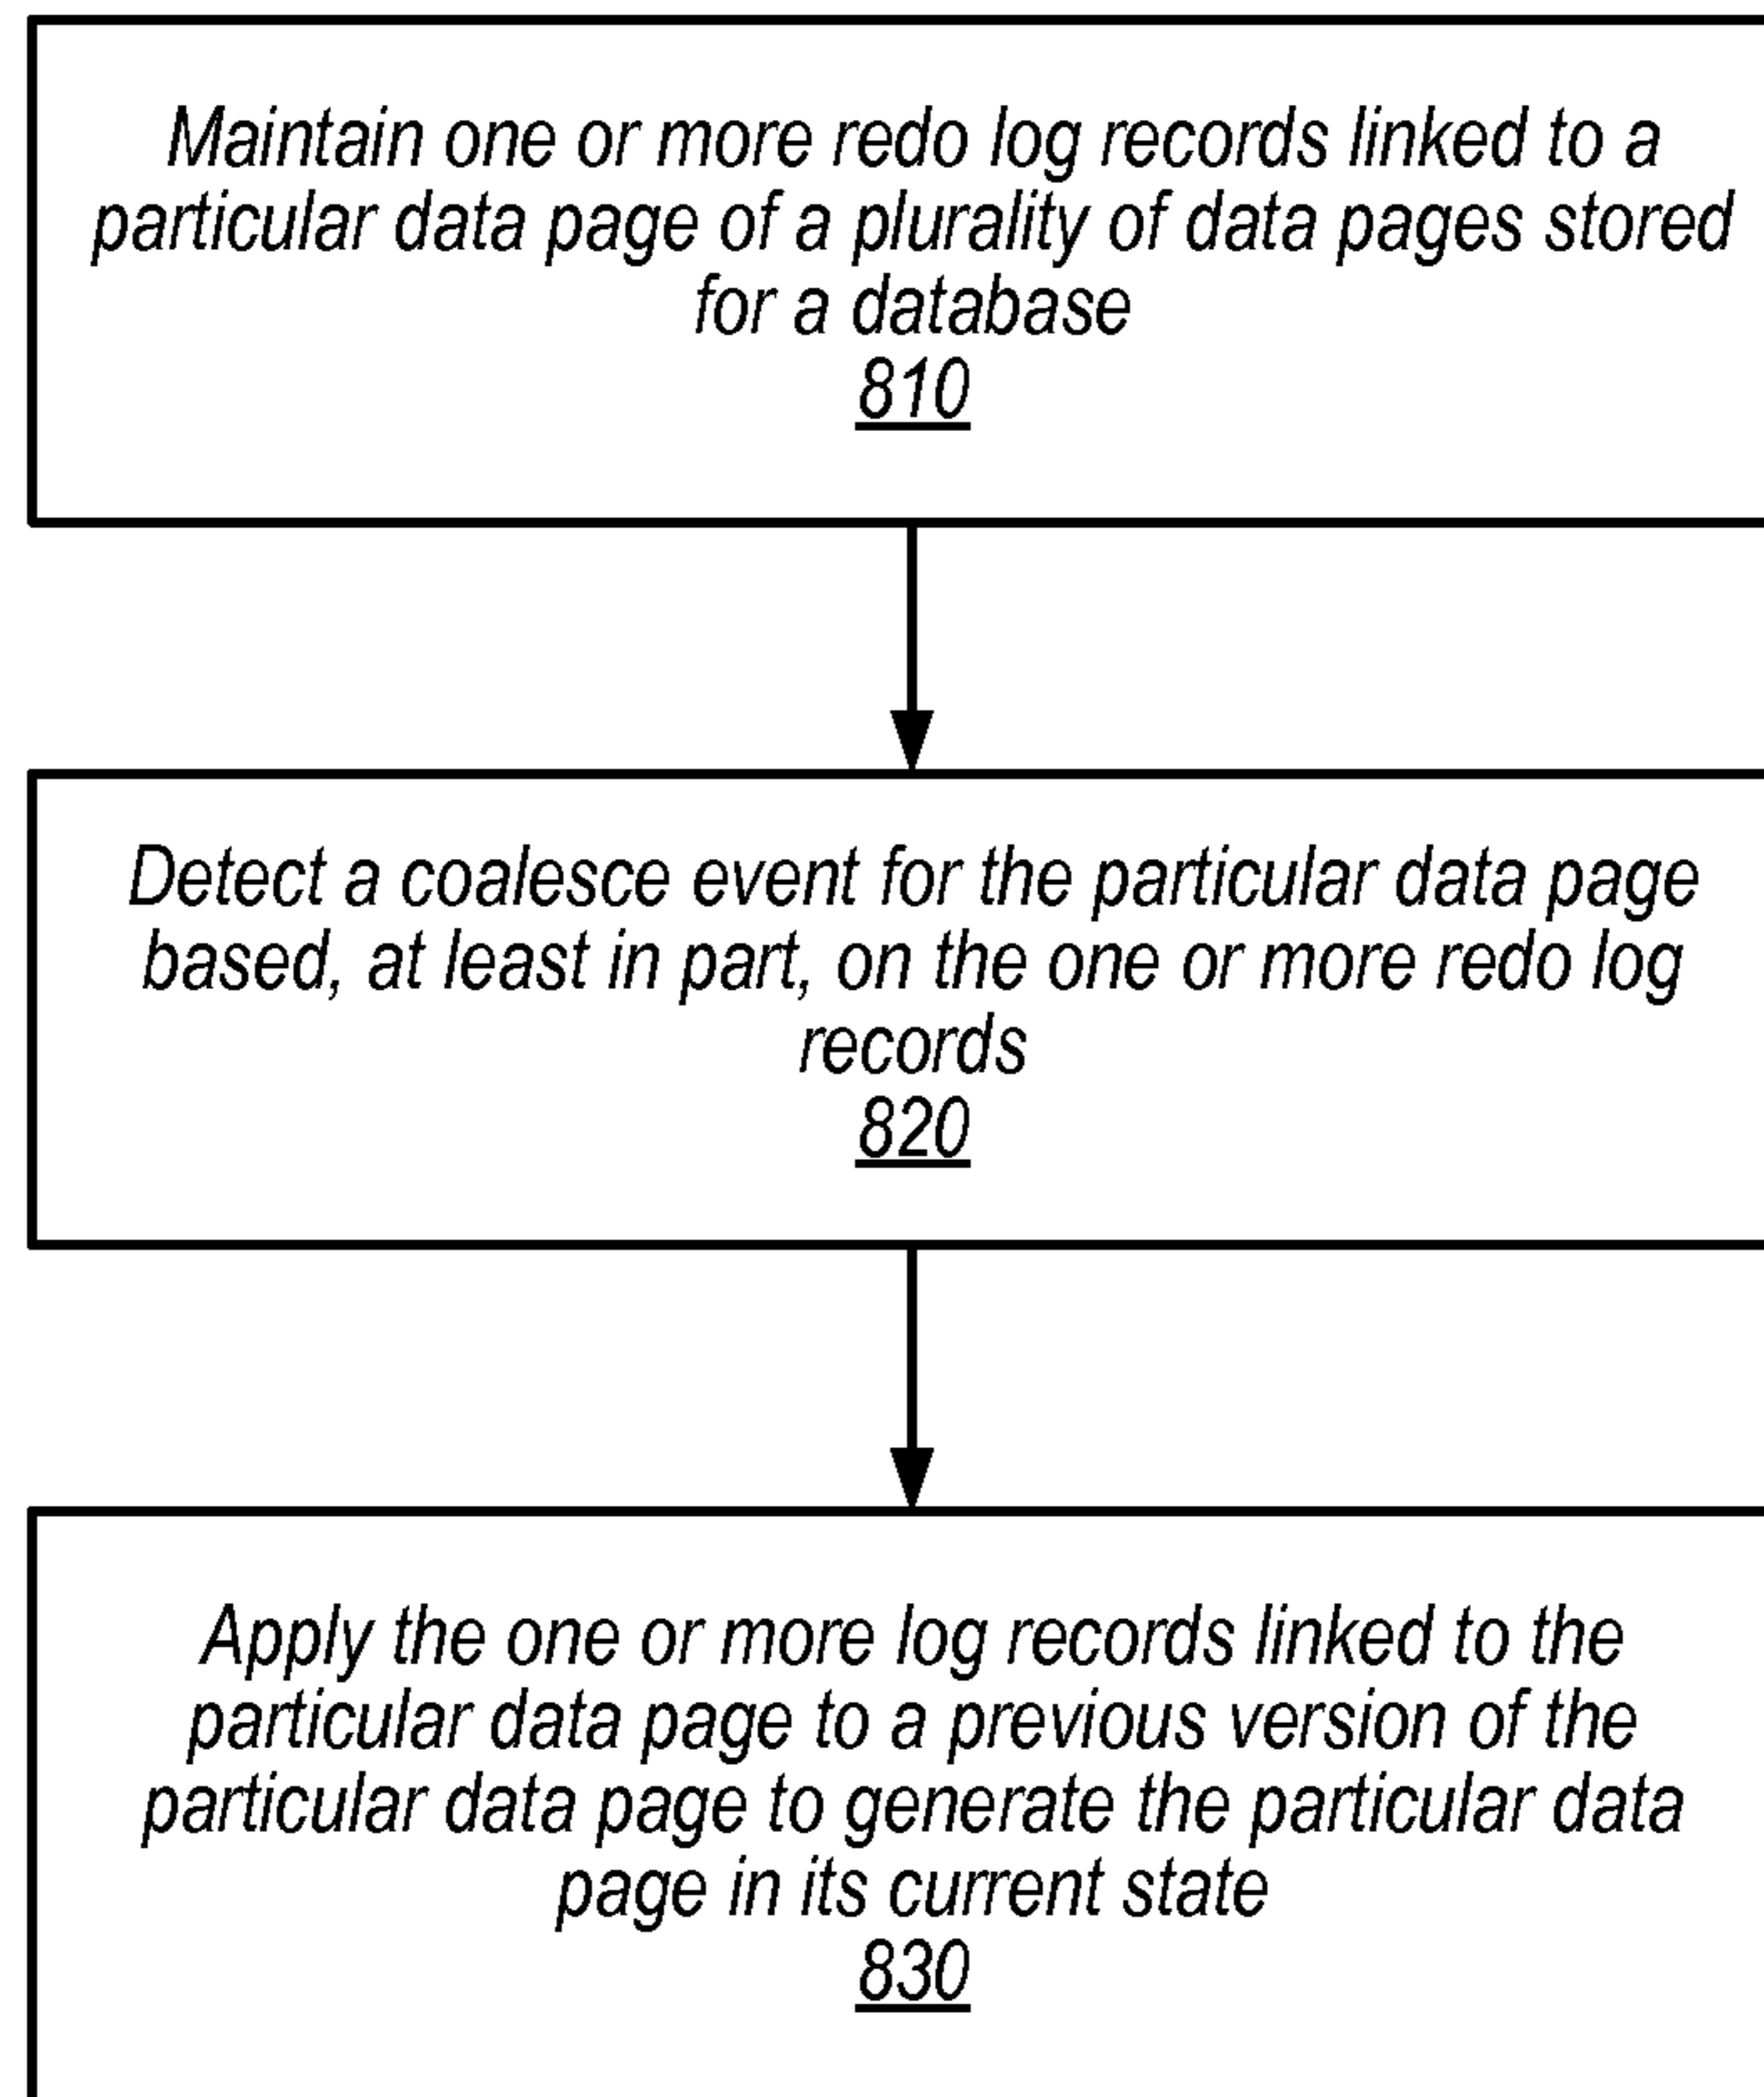 Maintain one or more redo log records linked to a
particular data page of a plurality of data pages stored
for a database
810
Detect a coalesce event for the particular data page
based, at least in part, on the one or more redo log
records
820
Apply the one or more log records linked to the
particular data page to a previous version of the
particular data page to generate the particular data
page in its current state
830